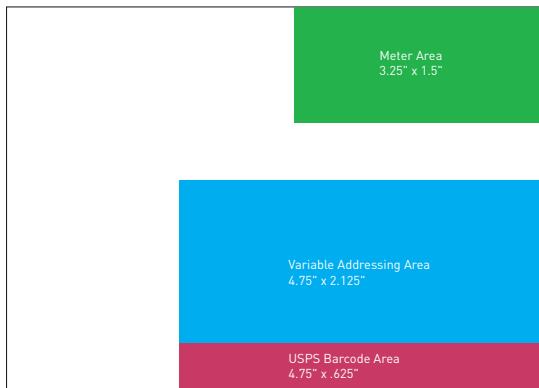 Meter Area
3.25" x 1.5"
Variable Addressing Area
4.75" x 2.125"
USPS Barcode Area
4.75" x .625"